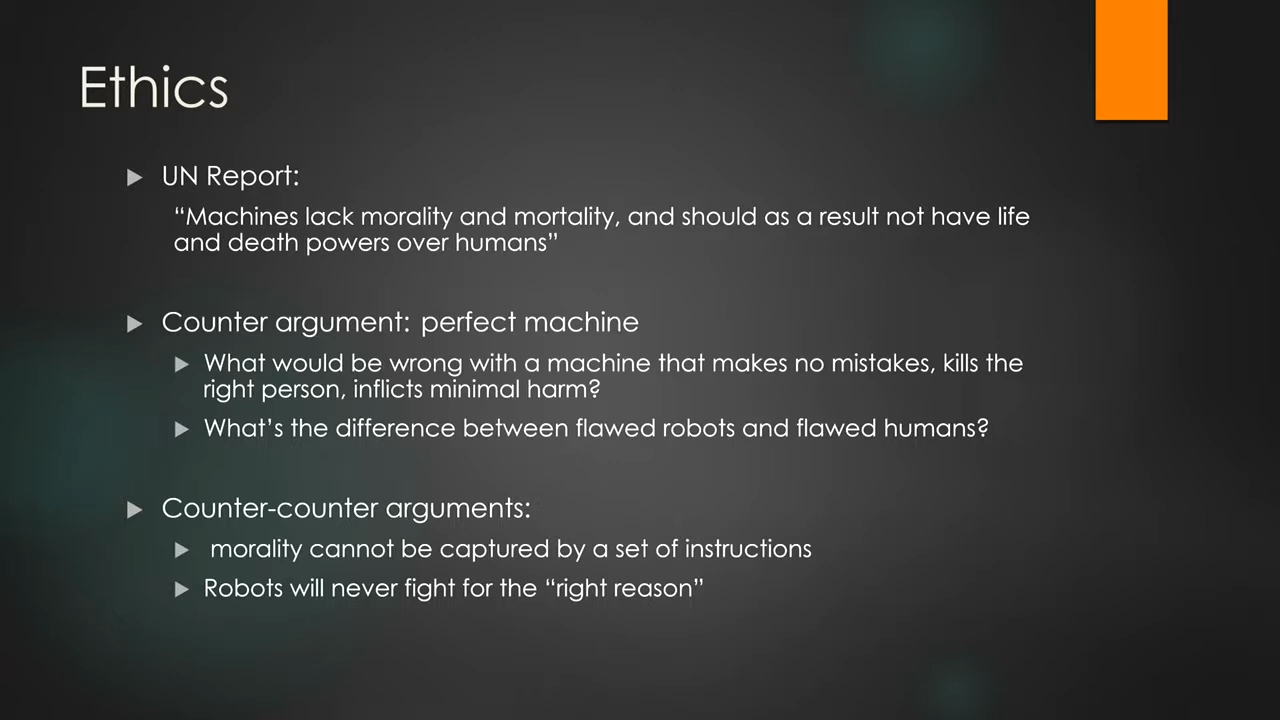 Ethics
UN Report:
“Machines lack morality and mortality, and should as a result not have life
and death powers over humans”
Counter argument: perfect machine
What would be wrong with a machine that makes no mistakes, kills the
right person, inflicts minimal harm?
What’s the difference between flawed robots and flawed humans?
Counter-counter arguments:
morality cannot be captured by a set of instructions
Robots will never fight for the “right reason”